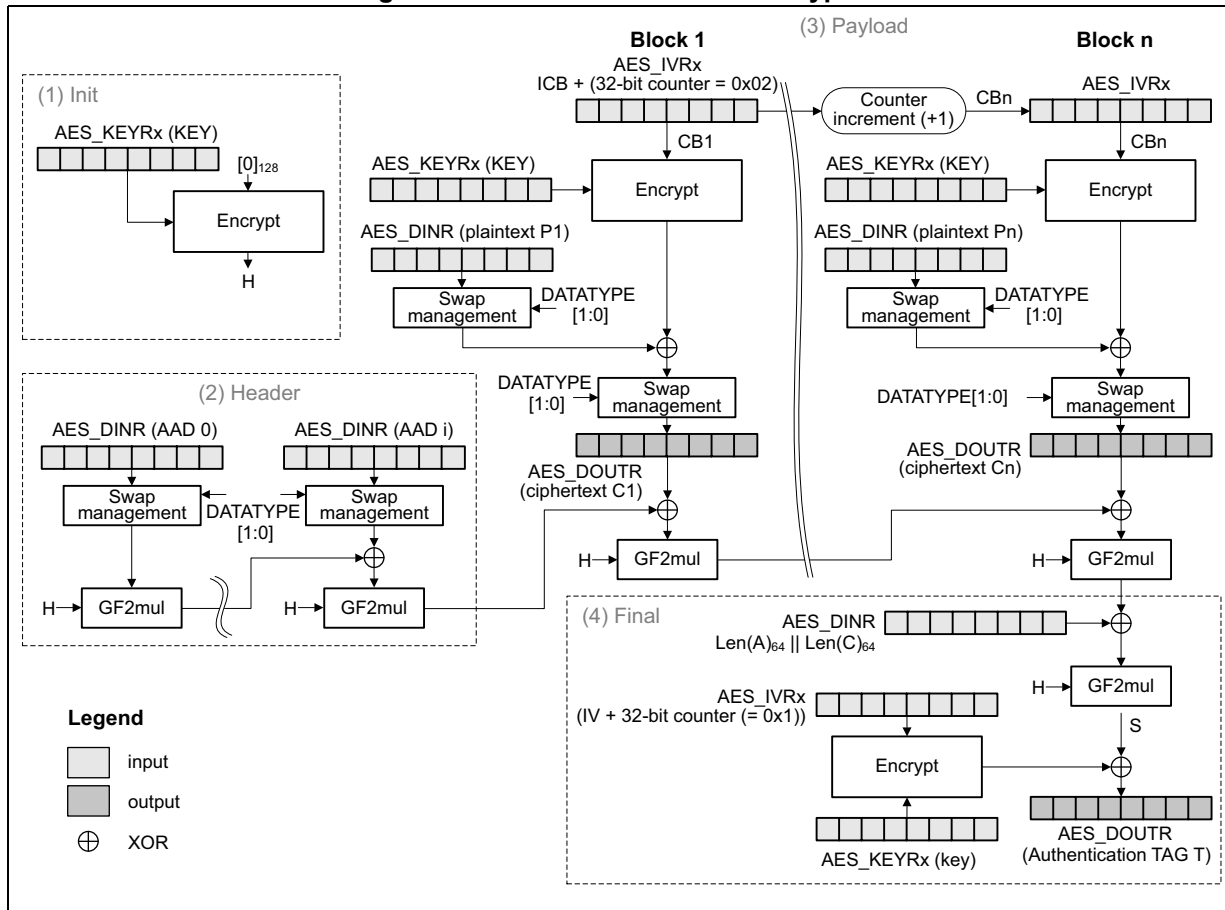 (3) Payload
Block 1
Block n
AES_IVRx
ICB + (32-bit counter = 0x02)
Counter
increment (+1)
CBn
AES_IVRx
CB1
CBn
(1) Init
AES_KEYRx (KEY)
[0]128
Encrypt
H
AES_KEYRx (KEY)
Encrypt
AES_KEYRx (KEY)
Encrypt
AES_DINR (plaintext P1)
Swap
management
DATATYPE
[1:0]
AES_DINR (plaintext Pn)
Swap
management
DATATYPE
[1:0]
DATATYPE
[1:0]
Swap
management
DATATYPE[1:0]
Swap
management
AES_DOUTR
(ciphertext C1)
AES_DOUTR
(ciphertext Cn)
(2) Header
AES_DINR (AAD 0)
AES_DINR (AAD i)
Swap
management
DATATYPE
[1:0]
Swap
management
H
GF2mul
H
GF2mul
H
GF2mul
H
GF2mul
(4) Final
AES_DINR
Len(A)64 || Len(C)64
H
GF2mul
S
AES_IVRx
(IV + 32-bit counter (= 0x1))
Encrypt
AES_KEYRx (key)
AES_DOUTR
(Authentication TAG T)
Legend
input
output
XOR